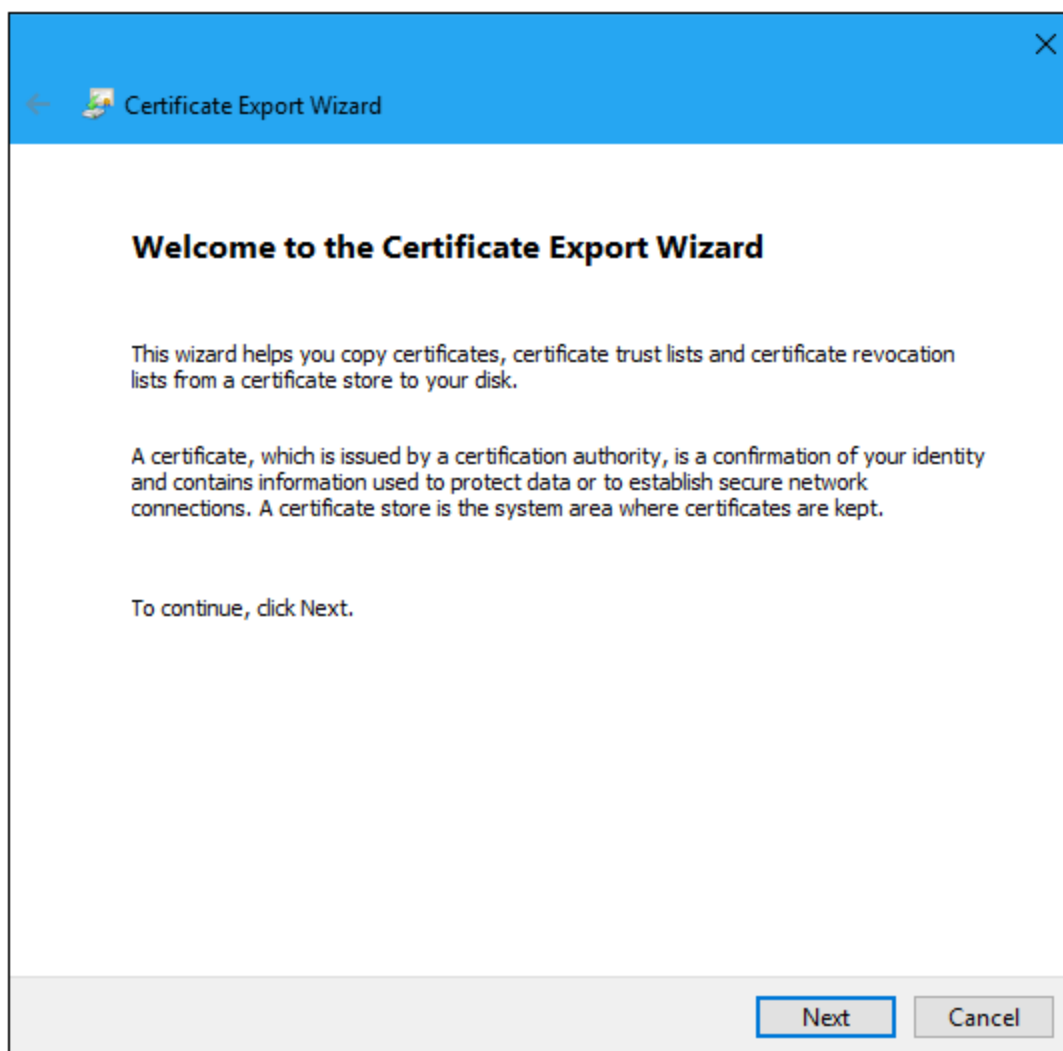 Certificate Export Wizard
Welcome to the Certificate Export Wizard
This wizard helps you copy certificates, certificate trust lists and certificate revocation
lists from a certificate store to your disk.
A certificate, which is issued by a certification authority, is a confirmation of your identity
and contains information used to protect data or to establish secure network
connections. A certificate store is the system area where certificates are kept.
To continue, click Next.
Next
Cancel